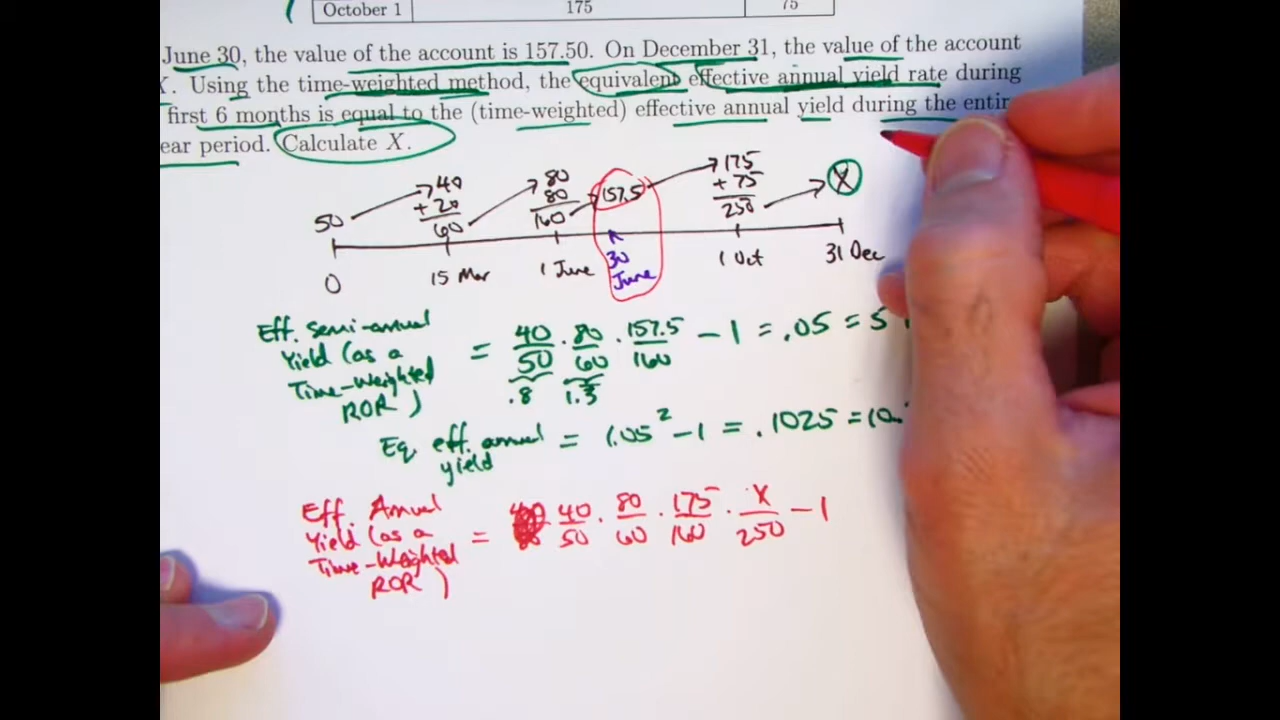 October 1 175 75
June 30, the value of the account is 157.50. On December 31, the value of the account
X. Using the time-weighted method, the equivalent effective annual yield rate during
first 6 months is equal to the (time-weighted) effective annual yield during the entir
ear period. Calculate X.
50
40
+ 20
60
80
80
160
157.5
175
+ 75
250
X
0
15 Mar
1 June
30
June
1 Oct
31 Dec
Eff. Semi-annual
Yield (as a
Time-Weighted
ROR)
= 40/50 · 80/60 · 157.5/160 - 1 = .05 = 5
.8 1.3
Eq. eff. annual
yield
= 1.05² - 1 = .1025 = 10.
Eff. Annual
Yield (as a
Time-Weighted
ROR)
= 40/50 · 80/60 · 175/160 · X/250 - 1